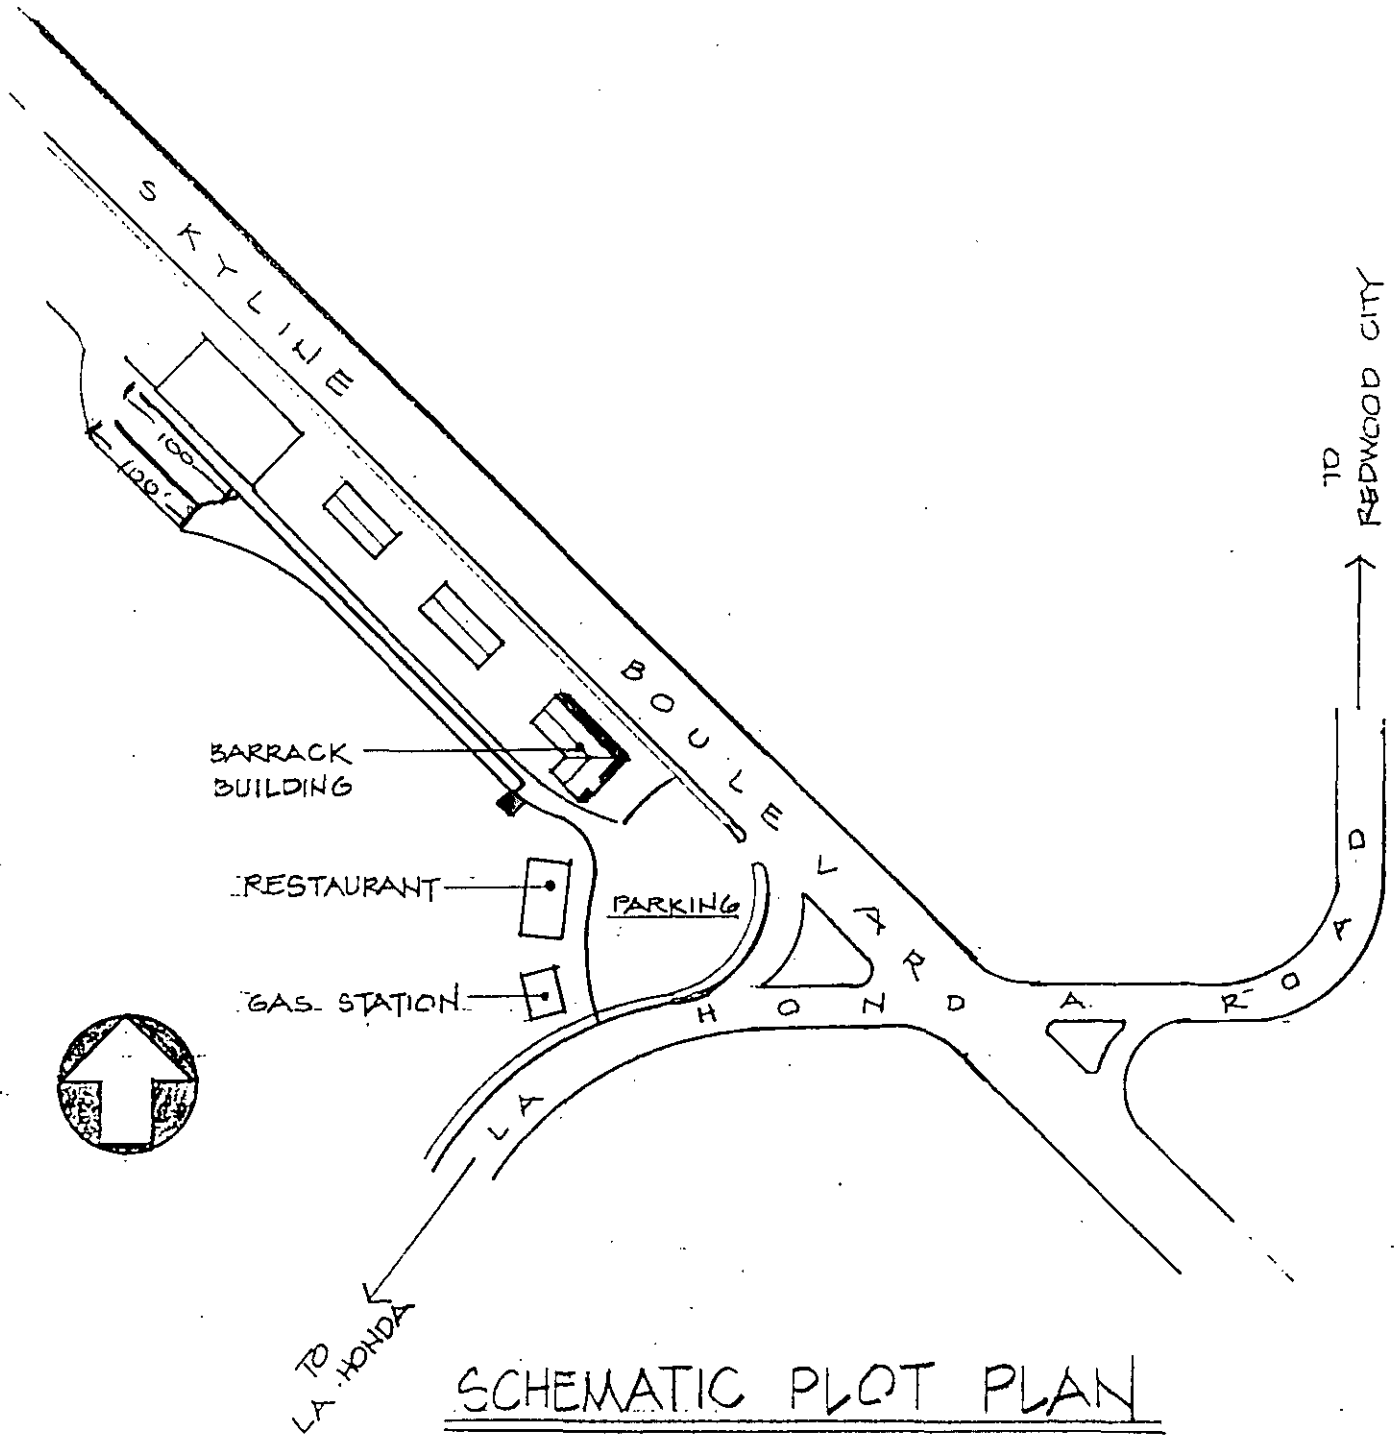 SKYLINE BOULEVARD
100
100'
TO
REDWOOD CITY
BARRACK
BUILDING
RESTAURANT
PARKING
GAS STATION
LA HONDA ROAD
TO
LA HONDA
SCHEMATIC PLOT PLAN